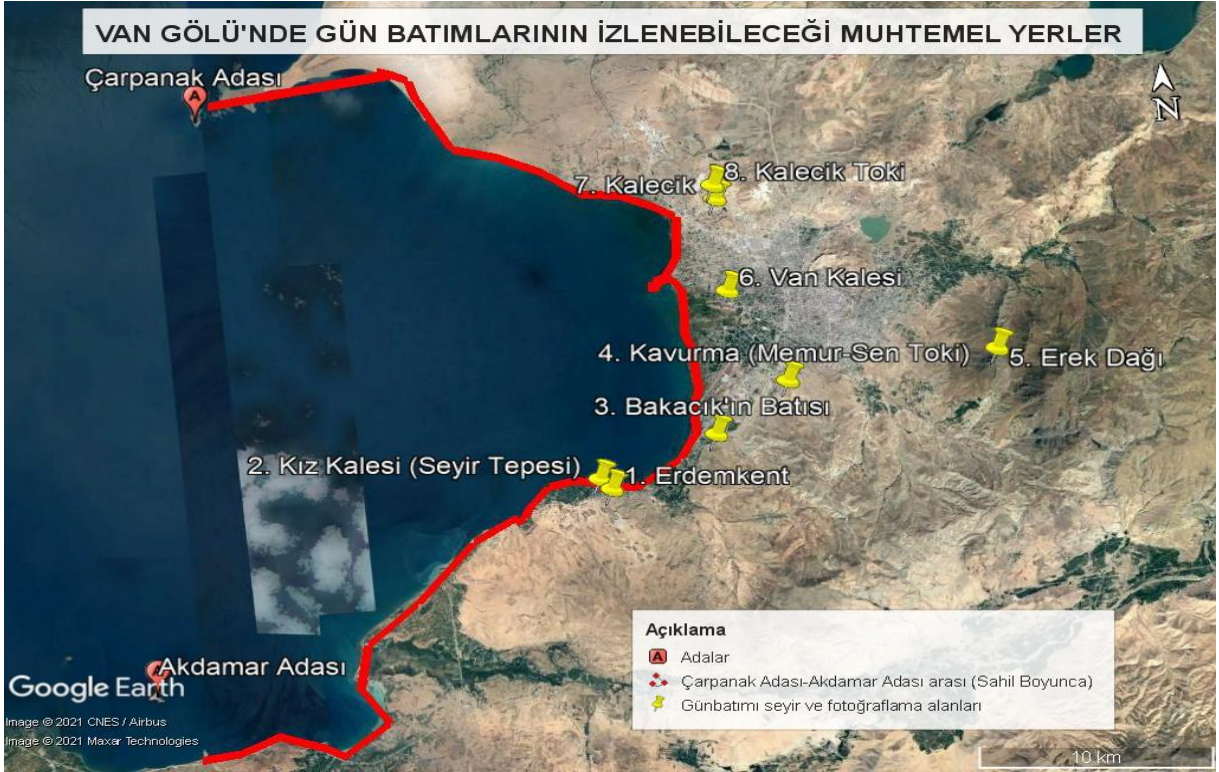 VAN GÖLÜ'NDE GÜN BATIMLARININ İZLENEBİLECEĞİ MUHTEMEL YERLER
Çarpanak Adası
A
N
8. Kalecik Toki
7. Kalecik
6. Van Kalesi
4. Kavurma (Memur-Sen Toki)
5. Erek Dağı
3. Bakacık'ın Batısı
2. Kız Kalesi (Seyir Tepesi)
1. Erdemkent
Akdamar Adası
Açıklama
A Adalar
Çarpanak Adası-Akdamar Adası arası (Sahil Boyunca)
Günbatımı seyir ve fotoğraflama alanları
Google Earth
Image © 2021 CNES / Airbus
Image © 2021 Maxar Technologies
10 km